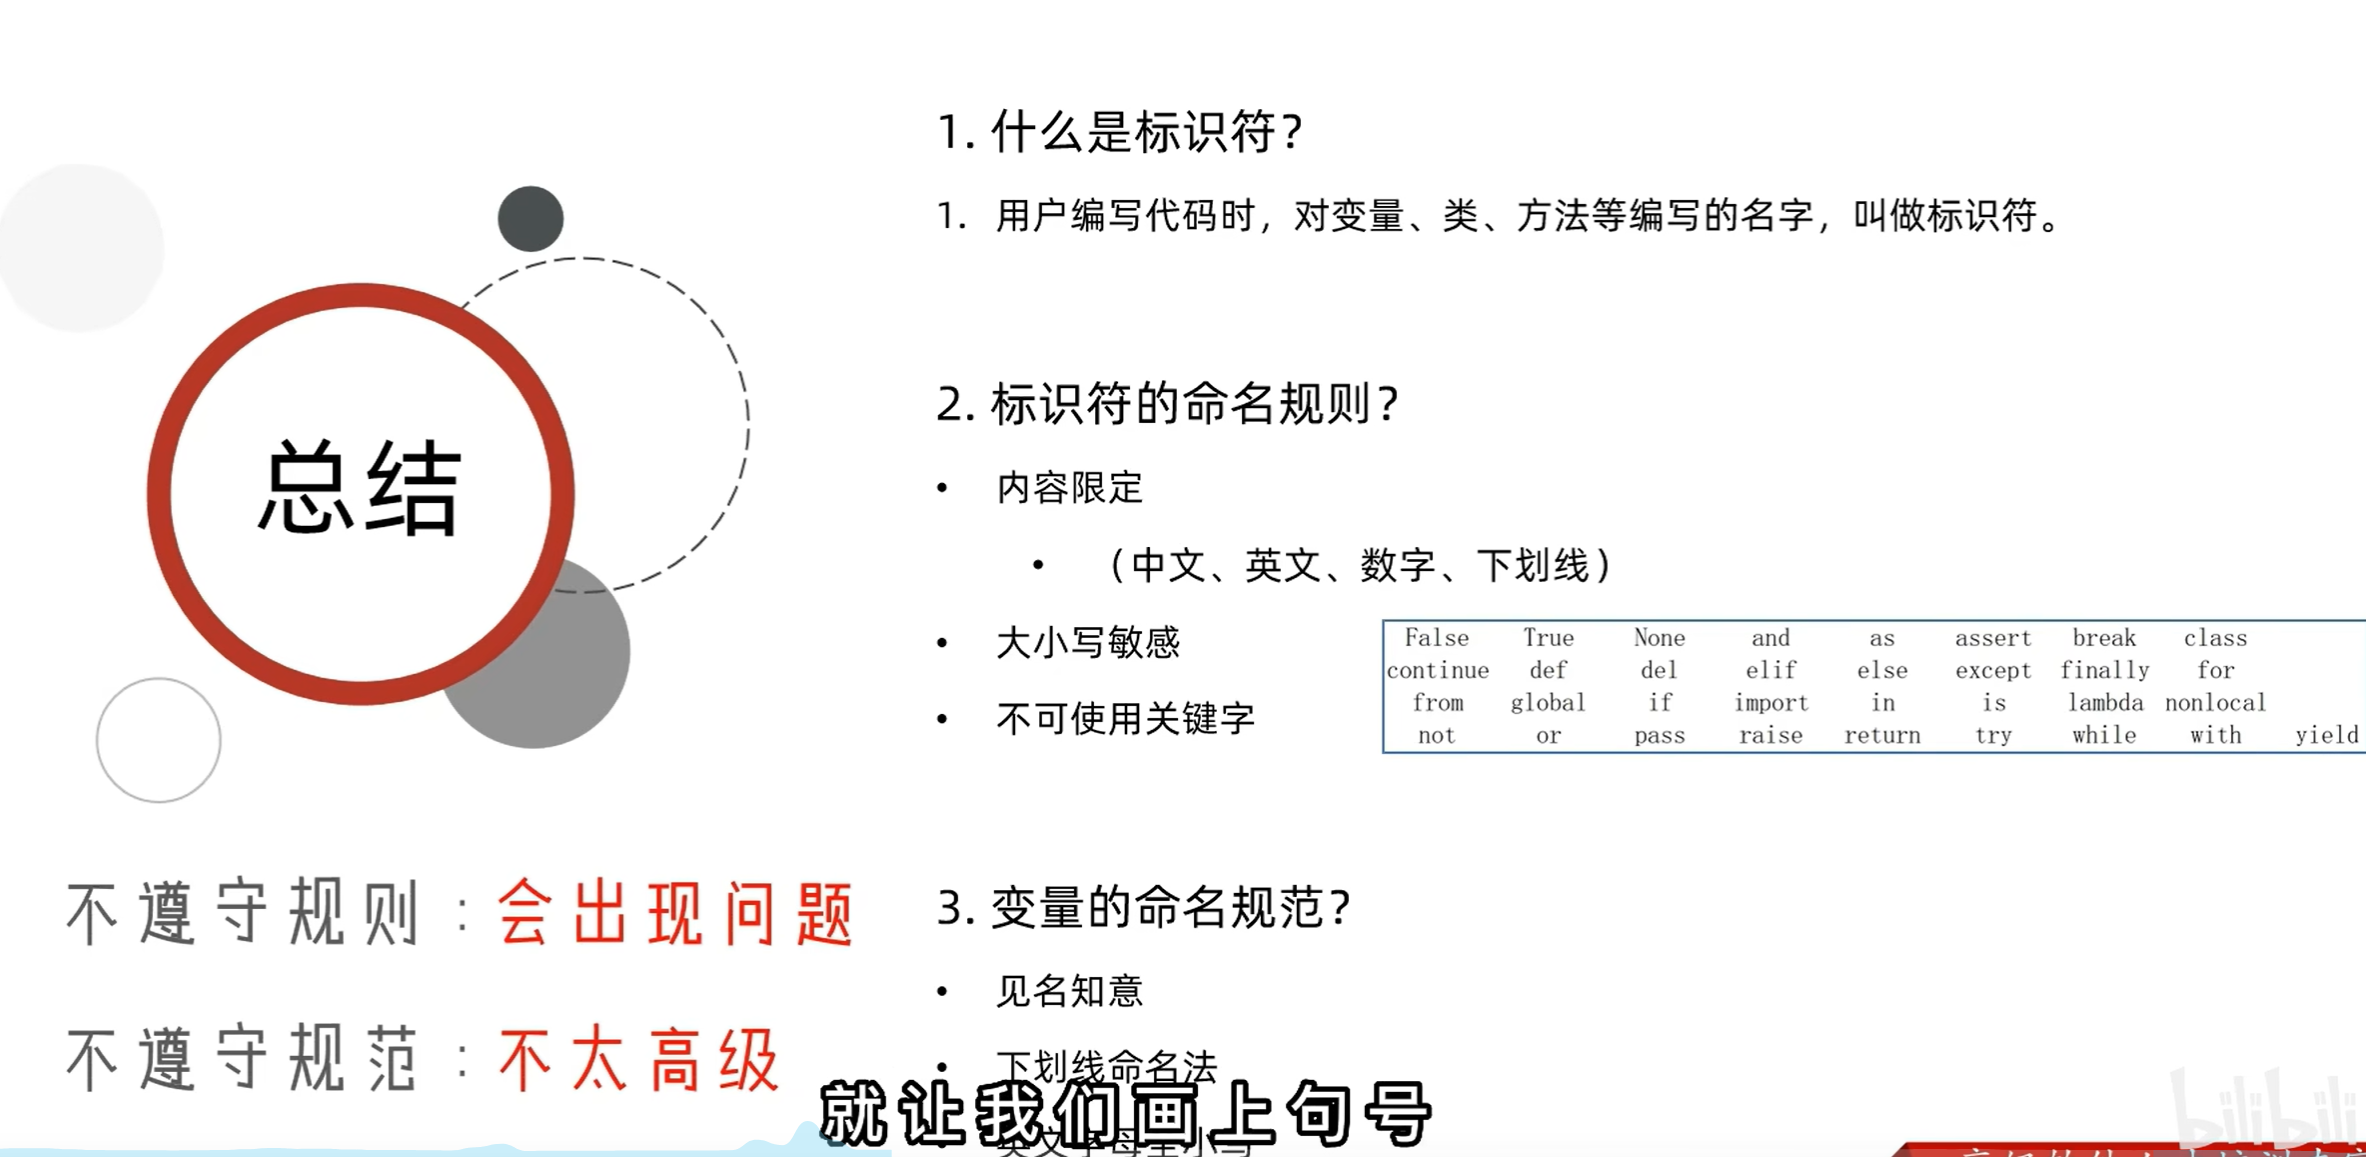 总结
不遵守规则：会出现问题
不遵守规范：不太高级
1. 什么是标识符？
1. 用户编写代码时，对变量、类、方法等编写的名字，叫做标识符。
2. 标识符的命名规则？
• 内容限定
• （中文、英文、数字、下划线）
• 大小写敏感
• 不可使用关键字
False True None and as assert break class
continue def del elif else except finally for
from global if import in is lambda nonlocal
not or pass raise return try while with yield
3. 变量的命名规范？
• 见名知意
• 下划线命名法
英文字母全小写
就让我们画上句号
bilibili